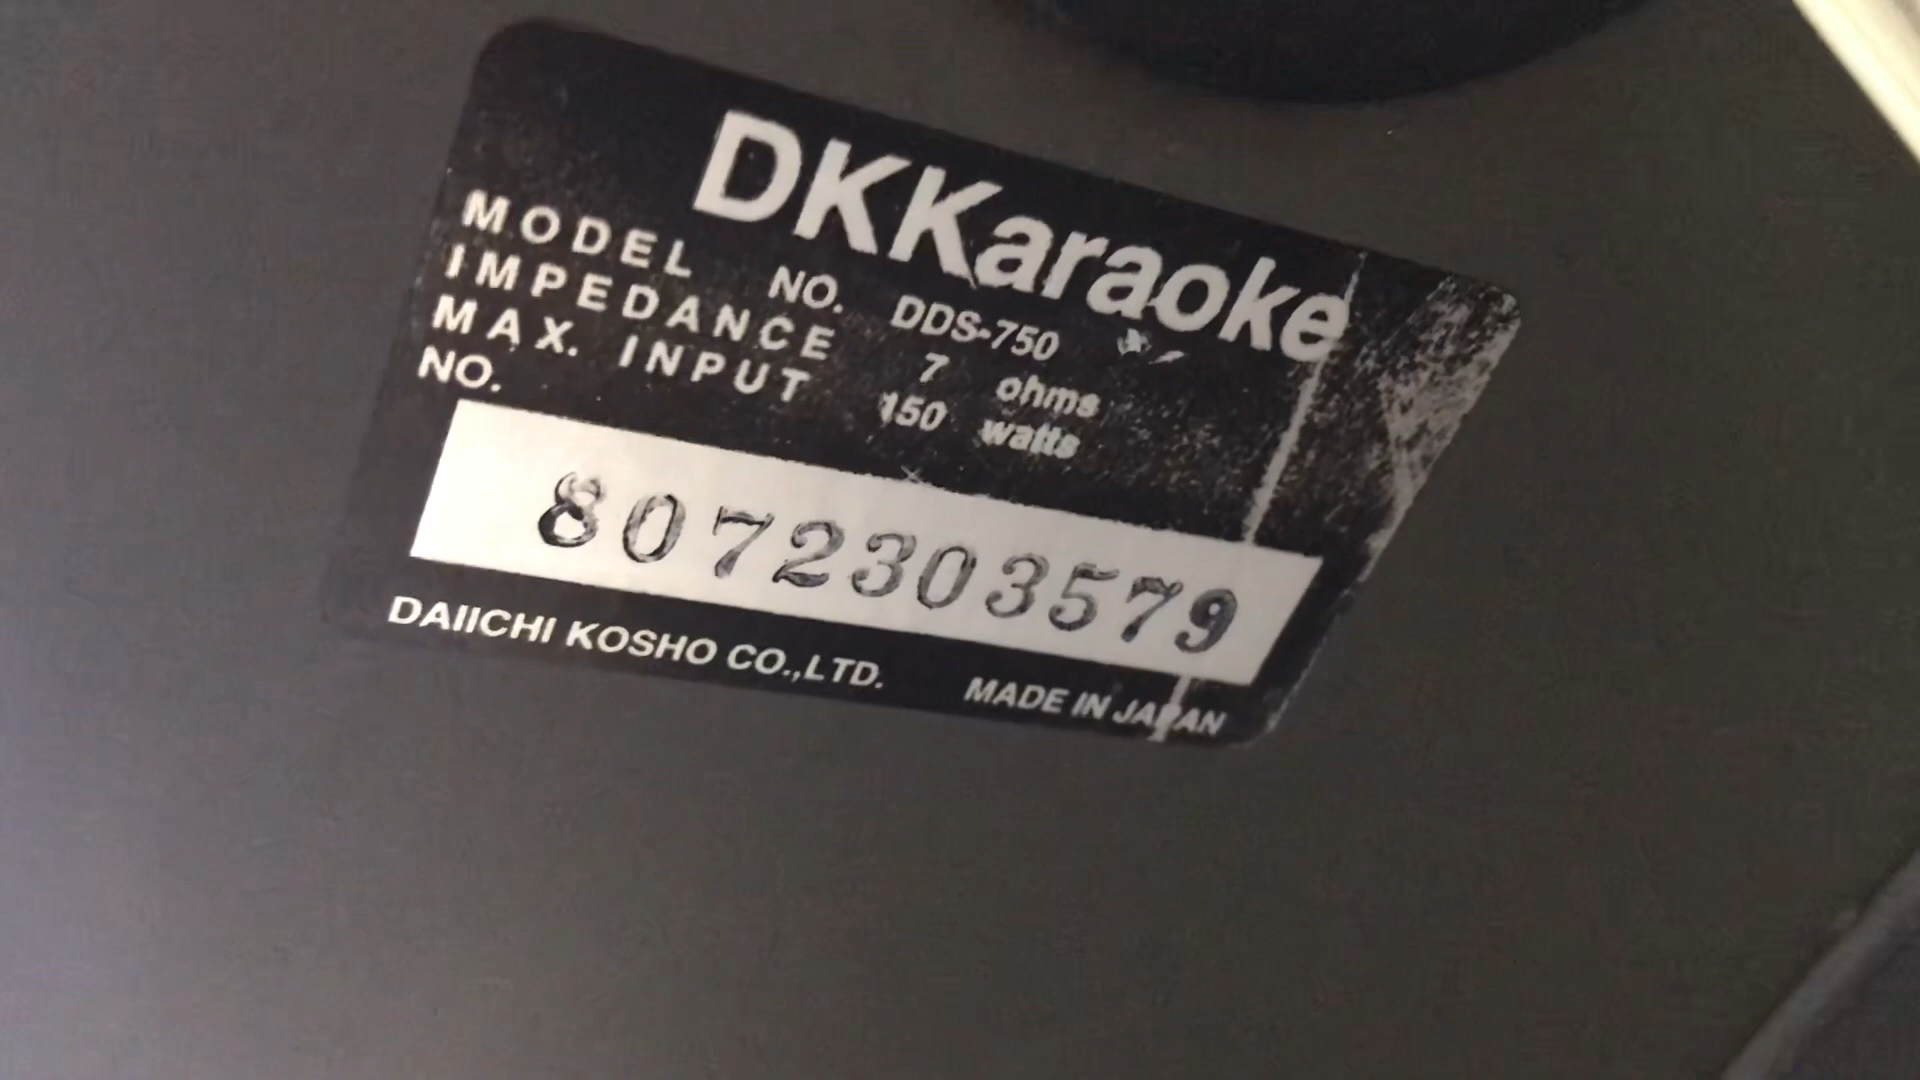 DKKaraoke
MODEL NO. DDS-750
IMPEDANCE 7 ohms
MAX. INPUT 150 watts
NO.
8072303579
DAIICHI KOSHO CO.,LTD. MADE IN JAPAN